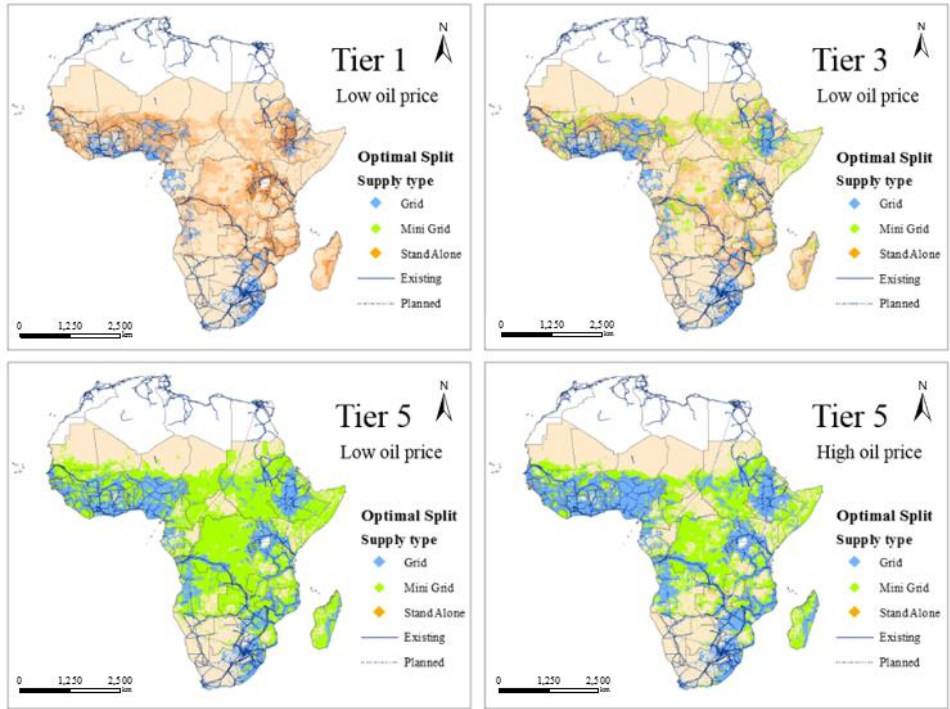 N
Tier 1
Low oil price
Optimal Split
Supply type
Grid
Mini Grid
Stand Alone
Existing
Planned
0 1,250 2,500
km
N
Tier 3
Low oil price
Optimal Split
Supply type
Grid
Mini Grid
Stand Alone
Existing
Planned
0 1,250 2,500
km
N
Tier 5
Low oil price
Optimal Split
Supply type
Grid
Mini Grid
Stand Alone
Existing
Planned
0 1,250 2,500
km
N
Tier 5
High oil price
Optimal Split
Supply type
Grid
Mini Grid
Stand Alone
Existing
Planned
0 1,250 2,500
km